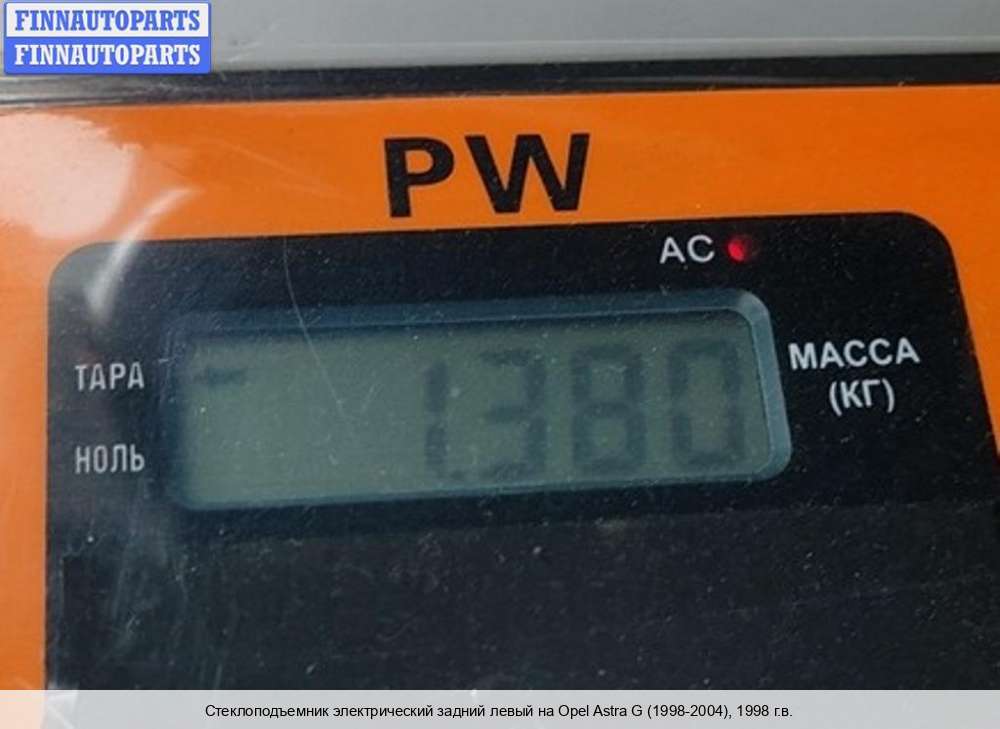 FINNAUTOPARTS
FINNAUTOPARTS
PW
AC
ТАРА
1.380
МАССА
(КГ)
НОЛЬ
Стеклоподъемник электрический задний левый на Opel Astra G (1998-2004), 1998 г.в.